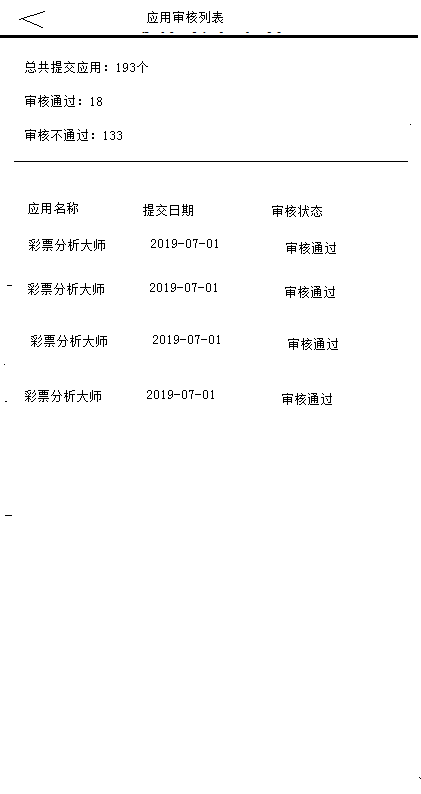 应用审核列表
总共提交应用：193个
审核通过：18
审核不通过：133
应用名称 提交日期 审核状态
彩票分析大师 2019-07-01 审核通过
彩票分析大师 2019-07-01 审核通过
彩票分析大师 2019-07-01 审核通过
彩票分析大师 2019-07-01 审核通过